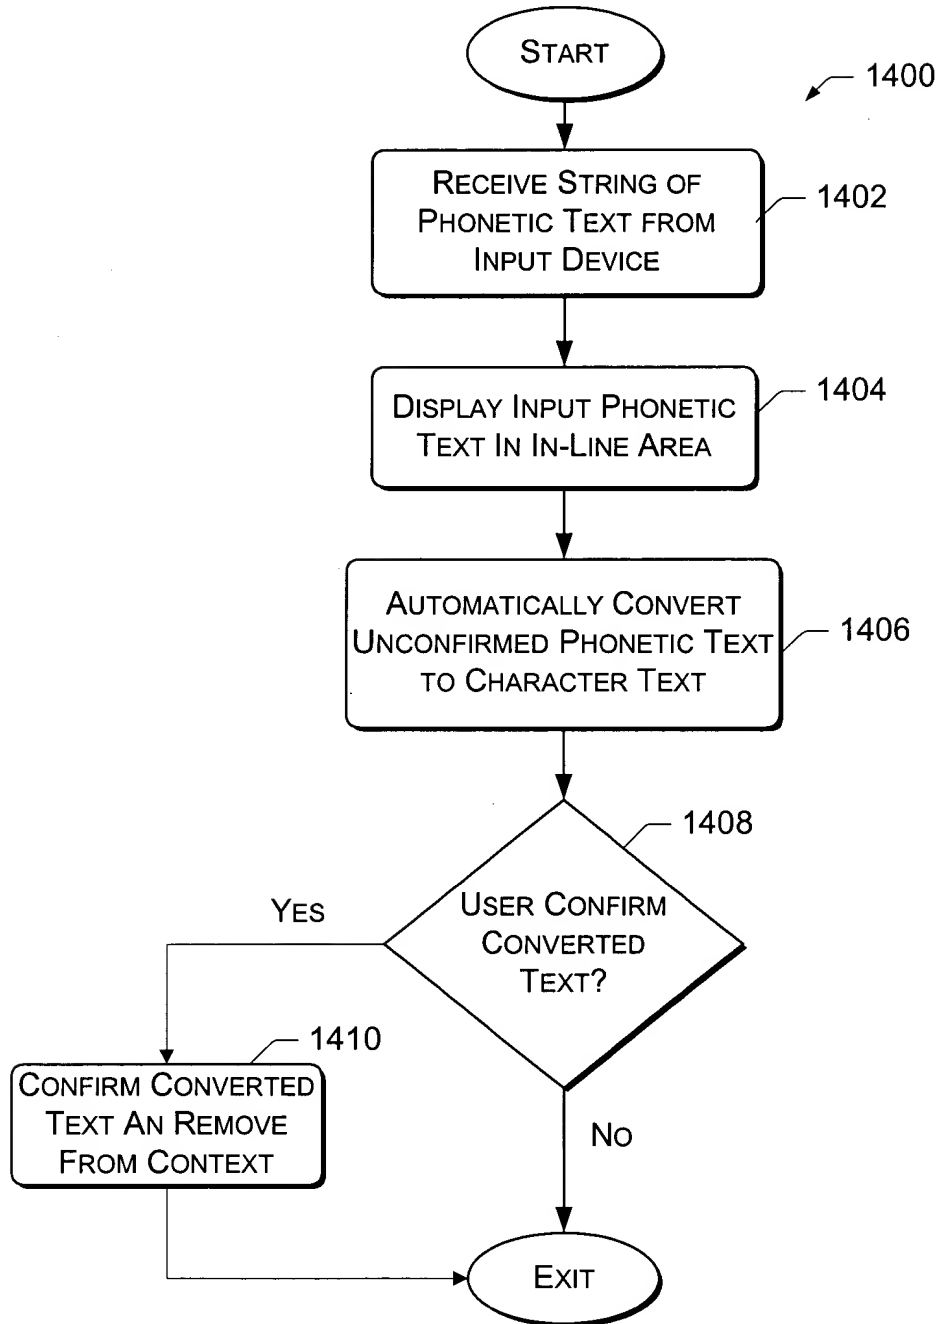 START
1400
RECEIVE STRING OF
PHONETIC TEXT FROM
INPUT DEVICE
1402
DISPLAY INPUT PHONETIC
TEXT IN IN-LINE AREA
1404
AUTOMATICALLY CONVERT
UNCONFIRMED PHONETIC TEXT
TO CHARACTER TEXT
1406
1408
USER CONFIRM
CONVERTED
TEXT?
YES
1410
CONFIRM CONVERTED
TEXT AN REMOVE
FROM CONTEXT
NO
EXIT